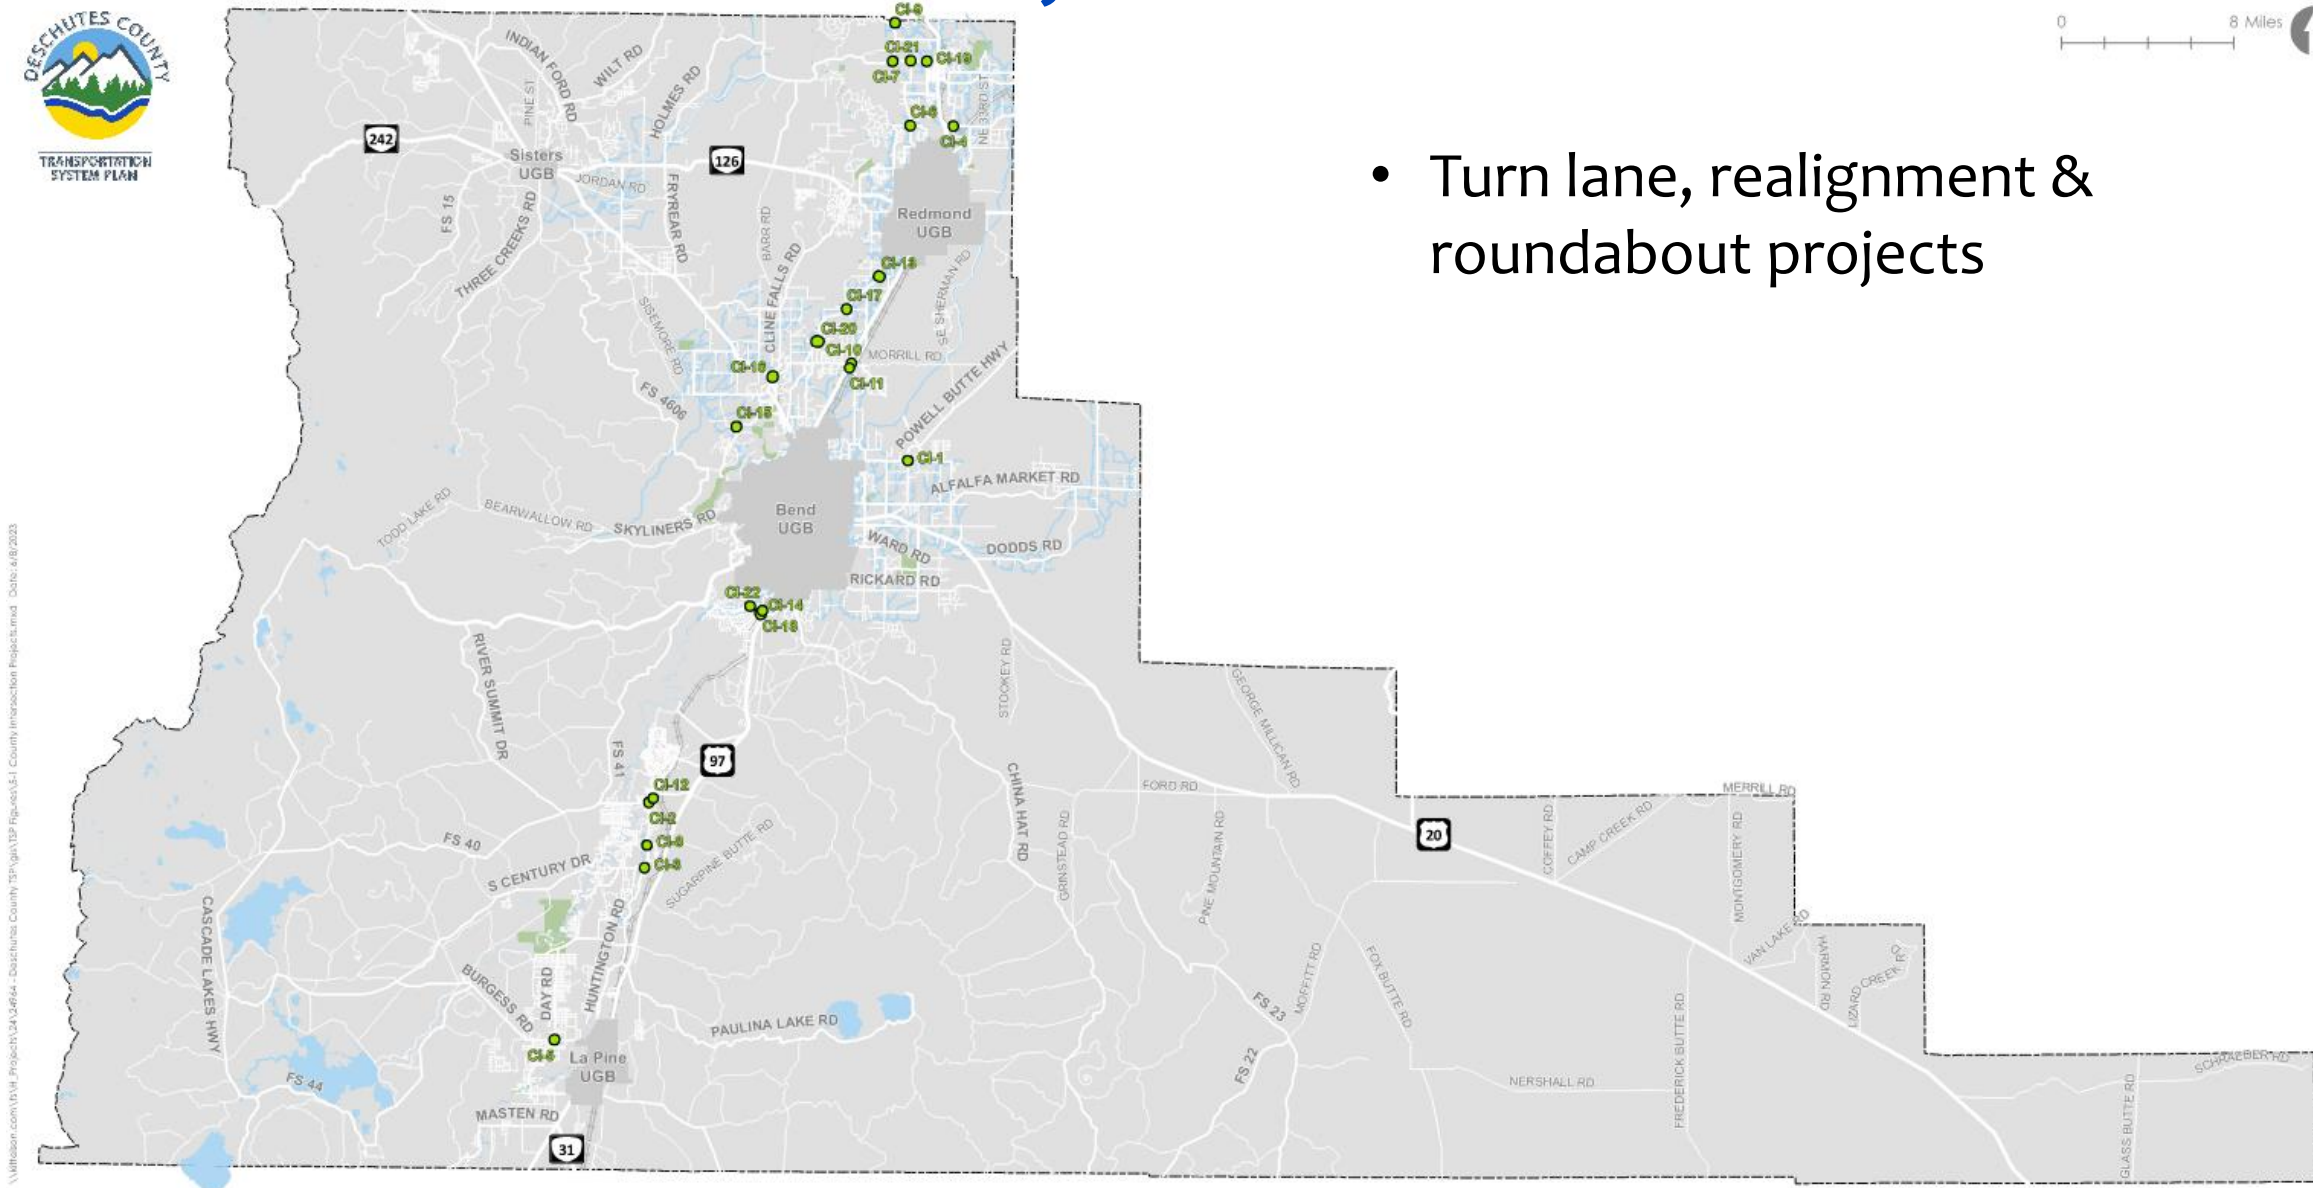 DESCHUTES COUNTY
TRANSPORTATION
SYSTEM PLAN
0 8 Miles
• Turn lane, realignment &
roundabout projects
CI-9
CI-21
CI-19
CI-7
CI-6
CI-4
NE 33RD ST
INDIAN FORD RD
WILT RD
PINE ST
HOLMES RD
242
126
Sisters
UGB
JORDAN RD
FRYREAR RD
FS 15
THREE CREEKS RD
BARR RD
CLINE FALLS RD
Redmond
UGB
SE SHERMAN RD
CI-13
CI-17
CI-20
CI-10
CI-11
CI-16
CI-15
SISEMORE RD
MORRILL RD
FS 4606
POWELL BUTTE HWY
CI-1
ALFALFA MARKET RD
TODD LAKE RD
BEARWALLOW RD
SKYLINERS RD
Bend
UGB
WARD RD
DODDS RD
RICKARD RD
CI-22
CI-14
CI-18
RIVER SUMMIT DR
STOOKEY RD
GEORGE MILLICAN RD
FS 41
97
CI-12
CI-2
CHINA HAT RD
FORD RD
MERRILL RD
20
FS 40
S CENTURY DR
SUGARPINE BUTTE RD
GRINSTEAD RD
PINE MOUNTAIN RD
COFFEY RD
CAMP CREEK RD
MONTGOMERY RD
CASCADE LAKES HWY
HUNTINGTON RD
BURGESS RD
DAY RD
PAULINA LAKE RD
MOFFITT RD
FOX BUTTE RD
VAN LAKE RD
HARMON RD
LIZARD CREEK RD
FS 23
FS 22
CI-5
La Pine
UGB
FS 44
MASTEN RD
31
NERSHALL RD
FREDERICK BUTTE RD
GLASS BUTTE RD
SCHRAEDER RD